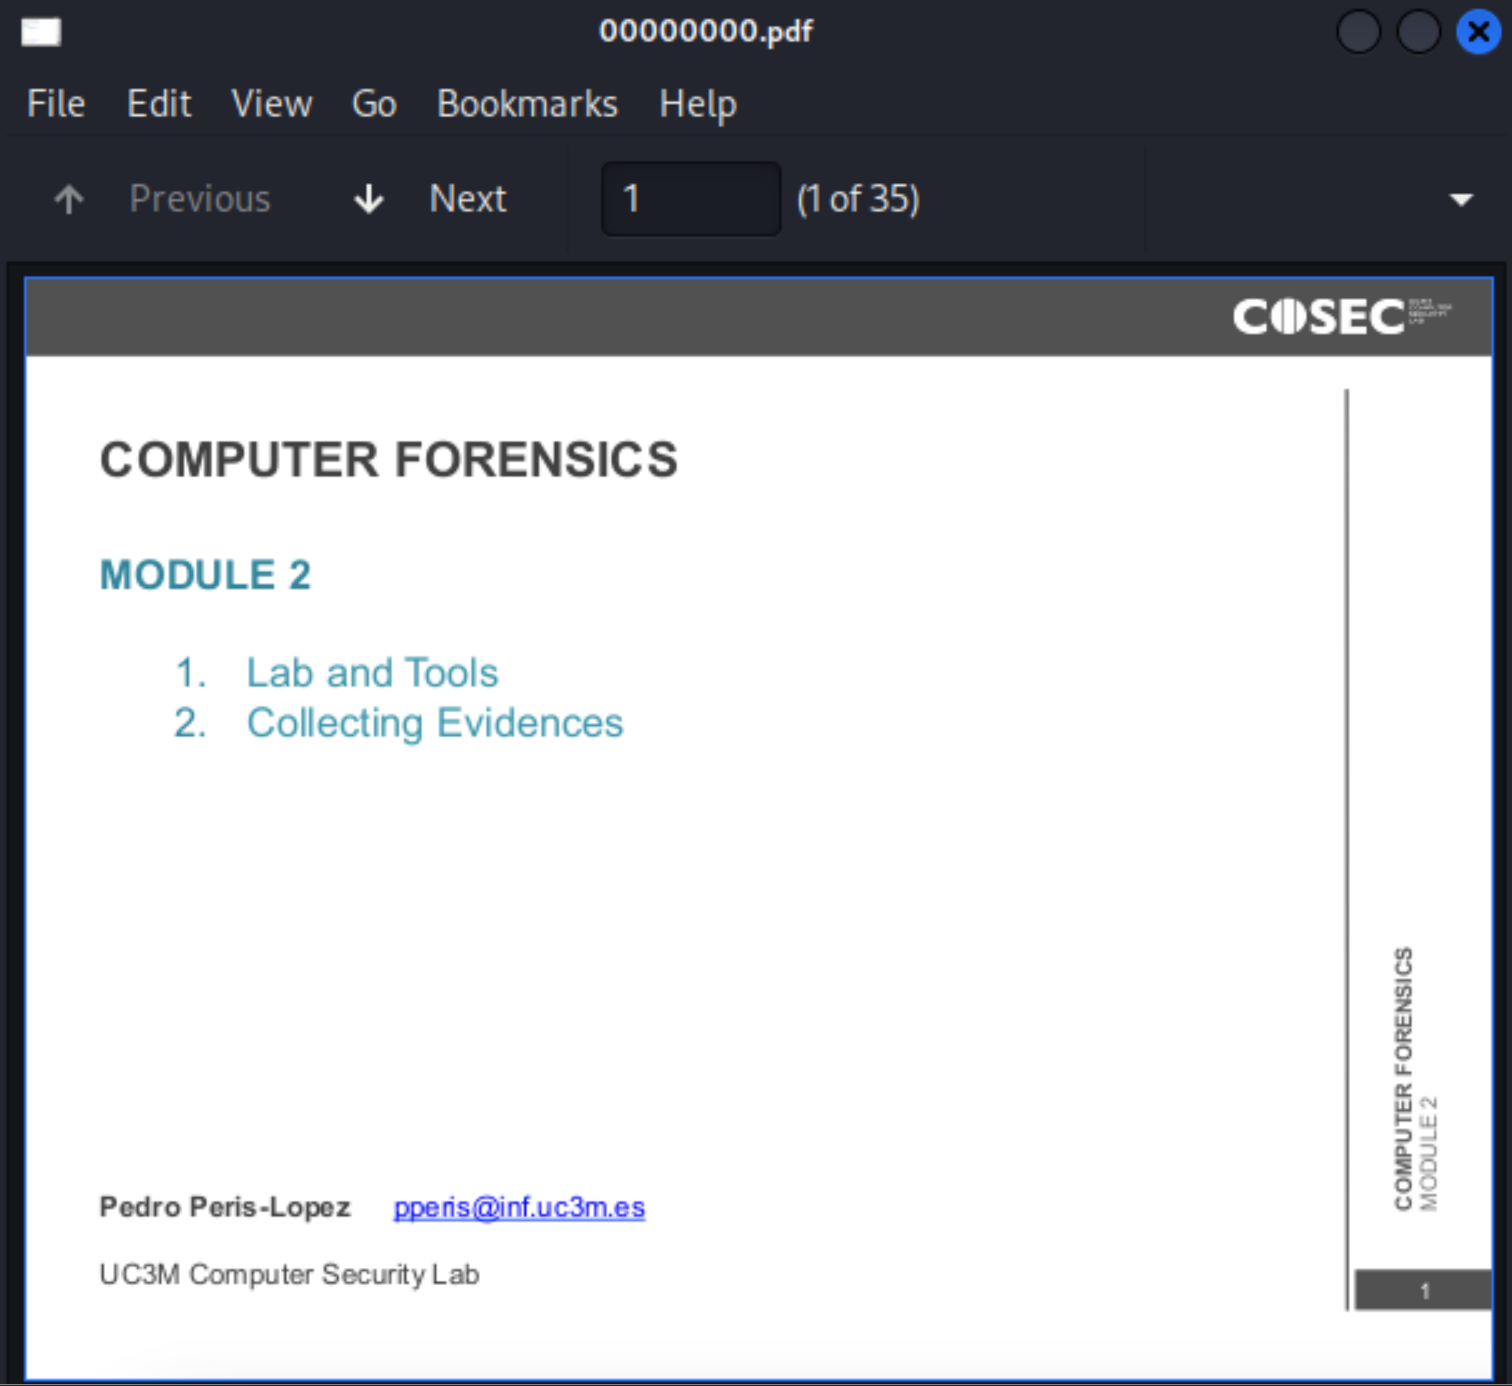 00000000.pdf
File Edit View Go Bookmarks Help
Previous Next 1 (1 of 35)
COSEC
COMPUTER FORENSICS
MODULE 2
1. Lab and Tools
2. Collecting Evidences
Pedro Peris-Lopez pperis@inf.uc3m.es
UC3M Computer Security Lab
COMPUTER FORENSICS
MODULE 2
1